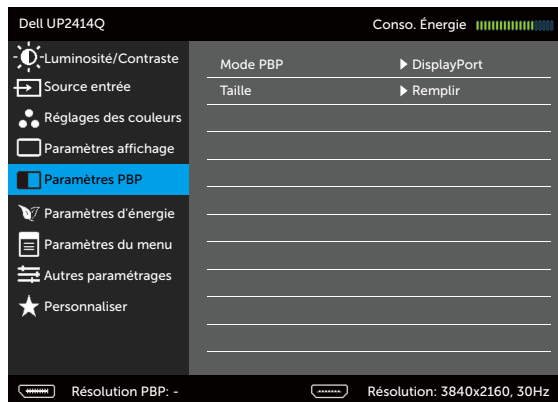 Dell UP2414Q
Conso. Énergie
Luminosité/Contraste
Source entrée
Réglages des couleurs
Paramètres affichage
Paramètres PBP
Paramètres d'énergie
Paramètres du menu
Autres paramétrages
Personnaliser
Mode PBP
DisplayPort
Taille
Remplir
Résolution PBP: -
Résolution: 3840x2160, 30Hz